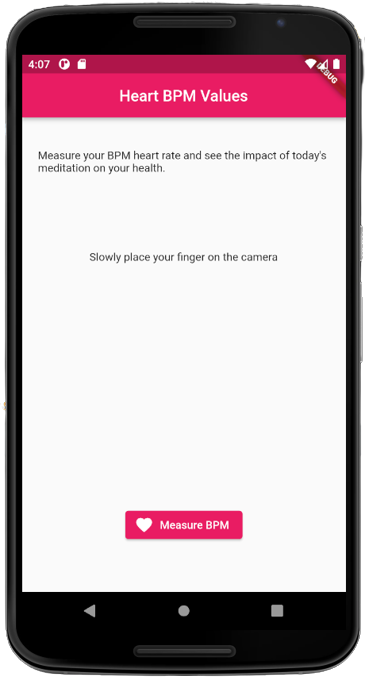 4:07
DEBUG
Heart BPM Values
Measure your BPM heart rate and see the impact of today's
meditation on your health.
Slowly place your finger on the camera
Measure BPM